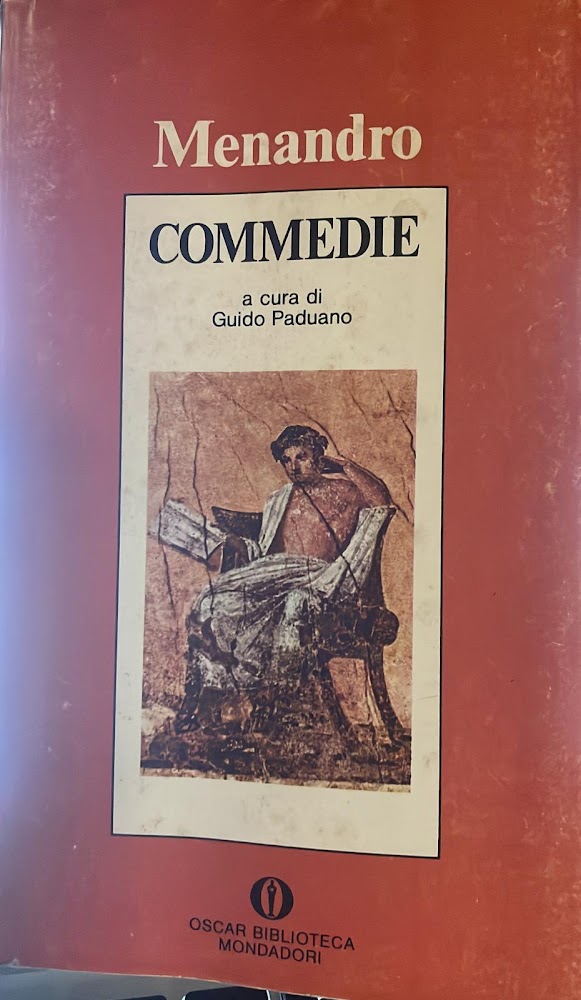 Menandro
COMMEDIE
a cura di
Guido Paduano
OSCAR BIBLIOTECA
MONDADORI